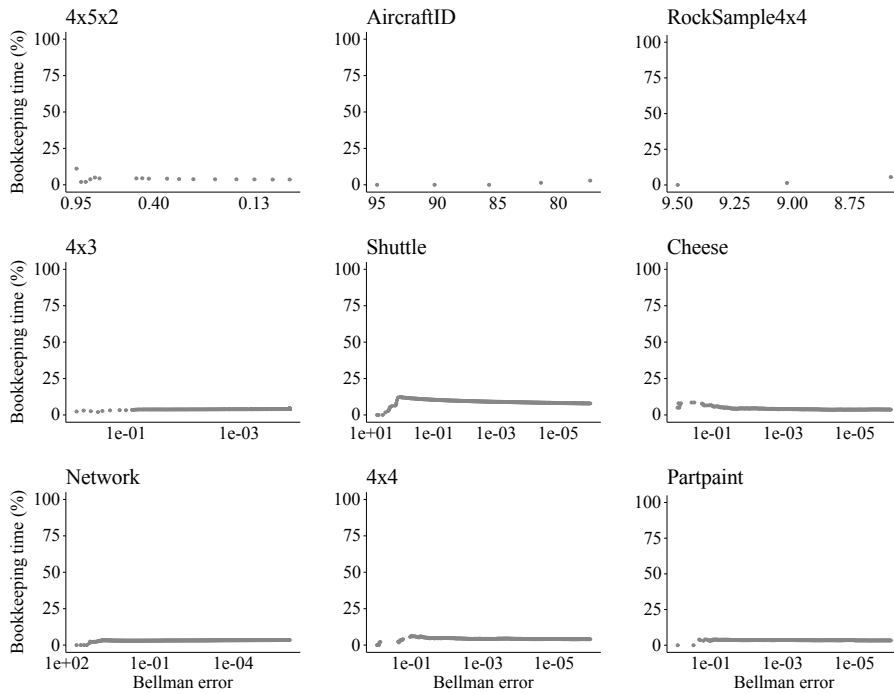 4x5x2 AircraftID RockSample4x4
Bookkeeping time (%)
100 100 100
75 75 75
50 50 50
25 25 25
0 0 0
0.95 0.40 0.13 95 90 85 80 9.50 9.25 9.00 8.75
4x3 Shuttle Cheese
Bookkeeping time (%)
100 100 100
75 75 75
50 50 50
25 25 25
0 0 0
1e-01 1e-03 1e+01 1e-01 1e-03 1e-05 1e-01 1e-03 1e-05
Network 4x4 Partpaint
Bookkeeping time (%)
100 100 100
75 75 75
50 50 50
25 25 25
0 0 0
1e+02 1e-01 1e-04 1e-01 1e-03 1e-05 1e-01 1e-03 1e-05
Bellman error Bellman error Bellman error